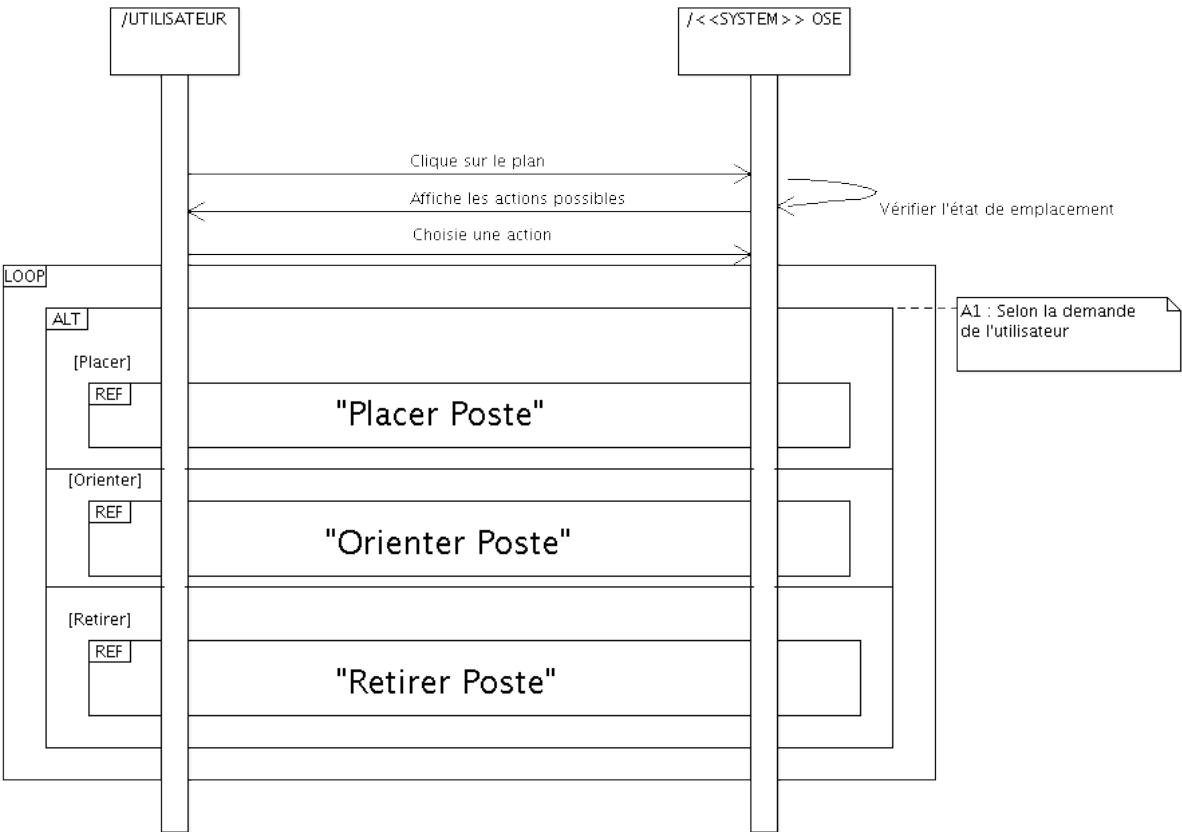 /UTILISATEUR
/<<SYSTEM>> OSE
Clique sur le plan
Affiche les actions possibles
Vérifier l'état de emplacement
Choisie une action
LOOP
ALT
A1 : Selon la demande
de l'utilisateur
[Placer]
REF
"Placer Poste"
[Orienter]
REF
"Orienter Poste"
[Retirer]
REF
"Retirer Poste"